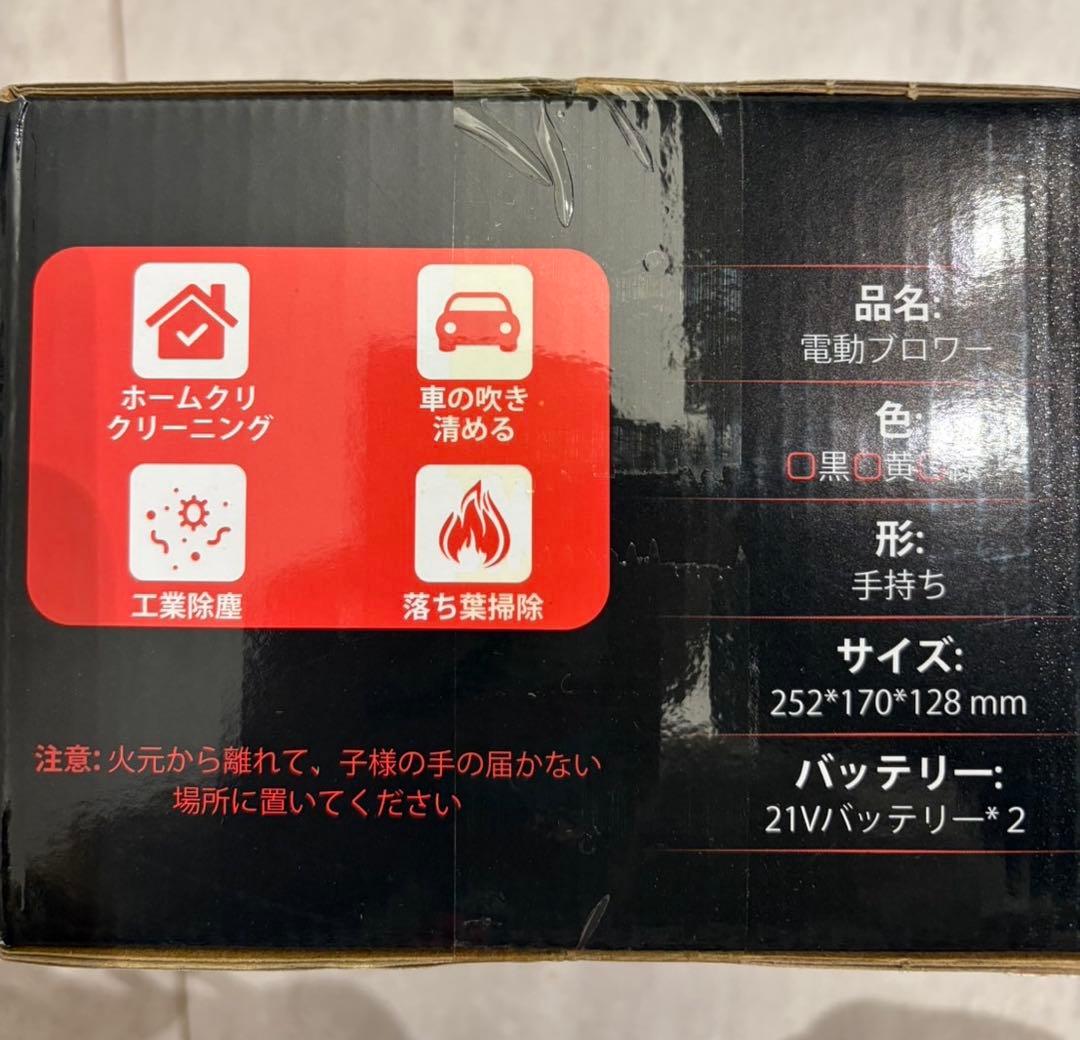 ホームクリ
クリーニング
車の吹き
清める
工業除塵
落ち葉掃除
注意: 火元から離れて、子様の手の届かない
場所に置いてください
品名:
電動ブロワー
色:
▢黒▢黄▢緑
形:
手持ち
サイズ:
252*170*128 mm
バッテリー:
21Vバッテリー* 2